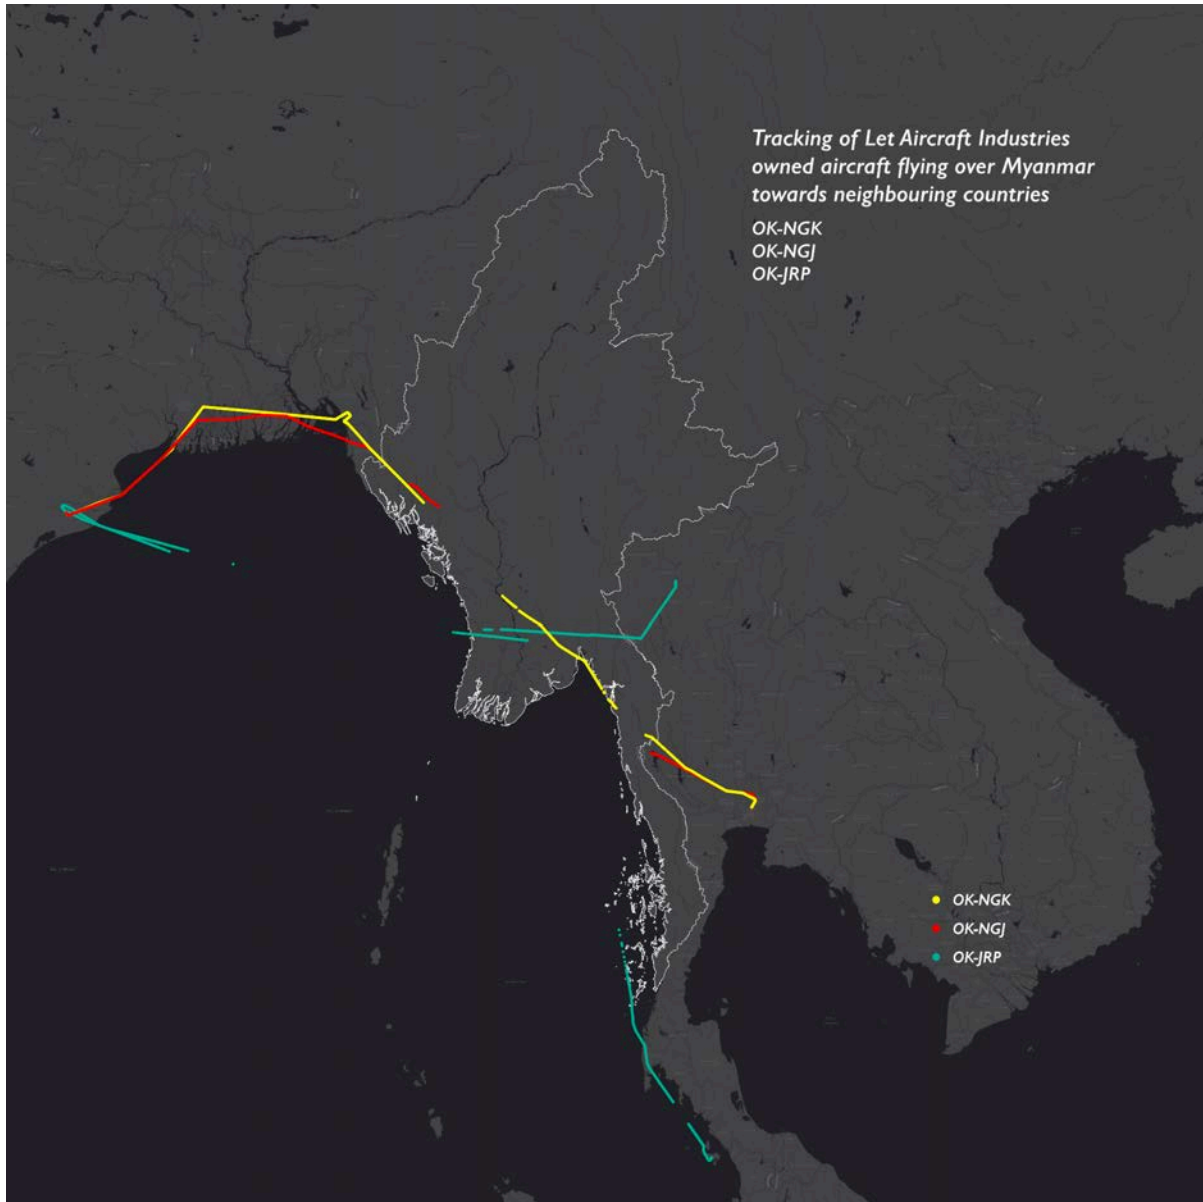 Tracking of Let Aircraft Industries
owned aircraft flying over Myanmar
towards neighbouring countries
OK-NGK
OK-NGJ
OK-JRP
OK-NGK
OK-NGJ
OK-JRP